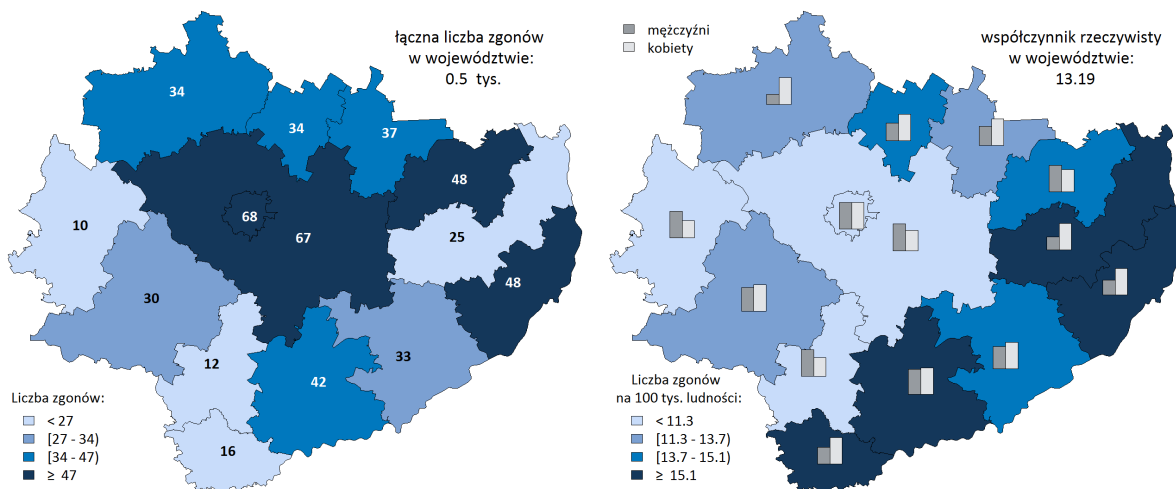 łączna liczba zgonów
w województwie:
0.5 tys.
34
34
37
48
10
68
67
25
48
30
12
33
42
16
Liczba zgonów:
< 27
[27 - 34)
[34 - 47)
≥ 47
mężczyźni
kobiety
współczynnik rzeczywisty
w województwie:
13.19
Liczba zgonów
na 100 tys. ludności:
< 11.3
[11.3 - 13.7)
[13.7 - 15.1)
≥ 15.1